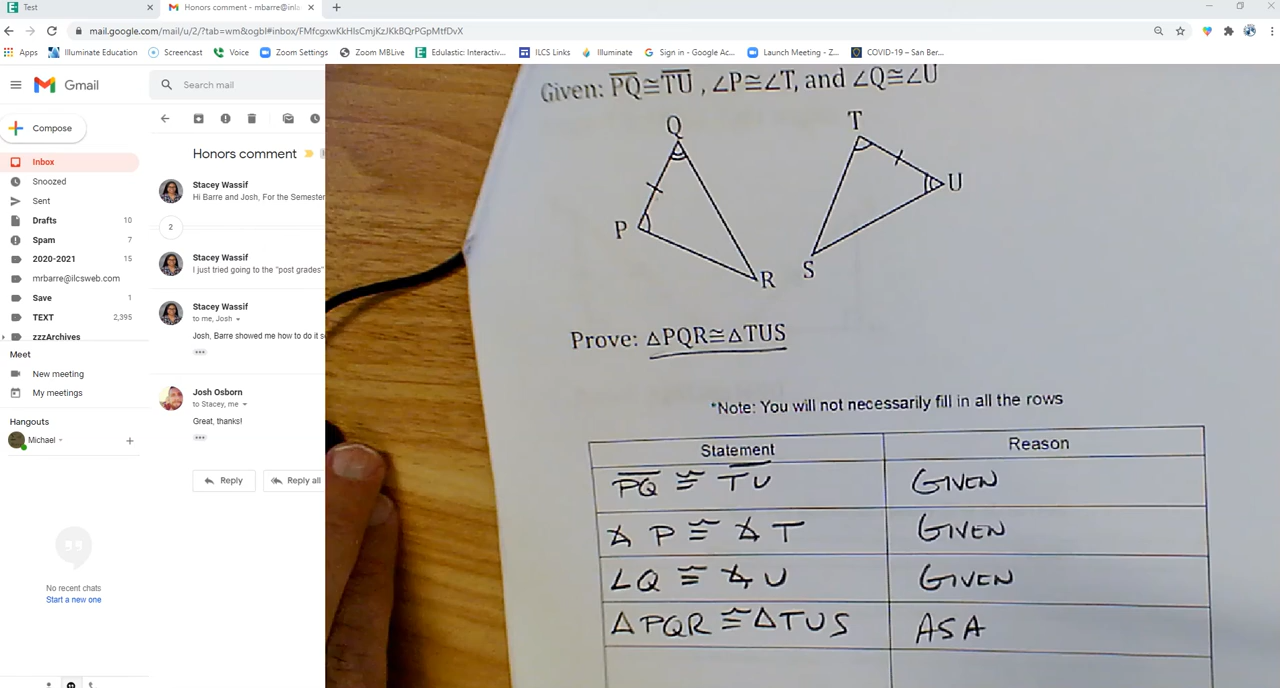 Test
Honors comment - mbarre@inla
mail.google.com/mail/u/2/?tab=wm&ogbl#inbox/FMfcgxwKkHlsCmjKzJKkBQrPGpMtfDvX
Apps Illuminate Education Screencast Voice Zoom Settings Zoom MBLive Edulastic: Interactiv... ILCS Links Illuminate Sign in - Google Ac... Launch Meeting - Z... COVID-19 – San Ber...
Gmail
Search mail
Compose
Inbox
Snoozed
Sent
Drafts 10
Spam 7
2020-2021 15
mrbarre@ilcsweb.com
Save 1
TEXT 2,395
zzzArchives
Meet
New meeting
My meetings
Hangouts
Michael
No recent chats
Start a new one
Honors comment
Stacey Wassif
Hi Barre and Josh, For the Semester
2
Stacey Wassif
I just tried going to the "post grades"
Stacey Wassif
to me, Josh
Josh, Barre showed me how to do it s
Josh Osborn
to Stacey, me
Great, thanks!
Reply
Reply all
Given: PQ≅TU , ∠P≅∠T, and ∠Q≅∠U
Q
T
P
U
R
S
Prove: △PQR≅△TUS
*Note: You will not necessarily fill in all the rows
Statement Reason
PQ ≅ TU GIVEN
∠ P ≅ ∠ T GIVEN
∠Q ≅ ∠ U GIVEN
△PQR ≅ △TUS ASA